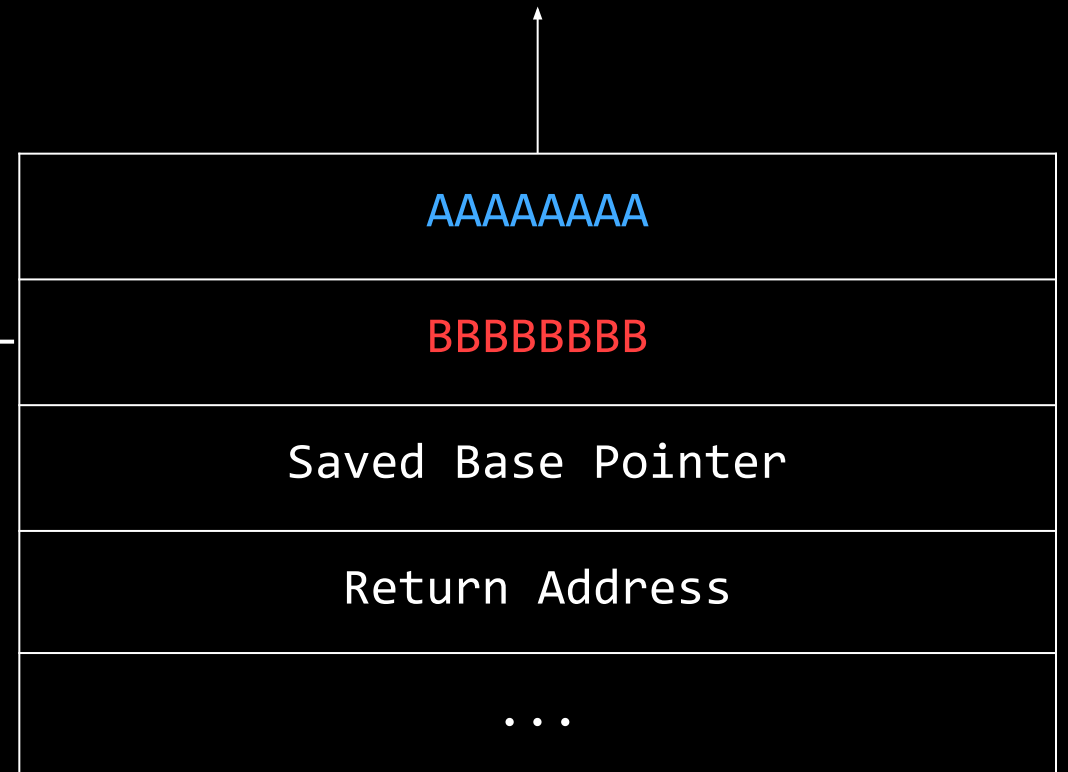 AAAAAAAA
BBBBBBBB
Saved Base Pointer
Return Address
...